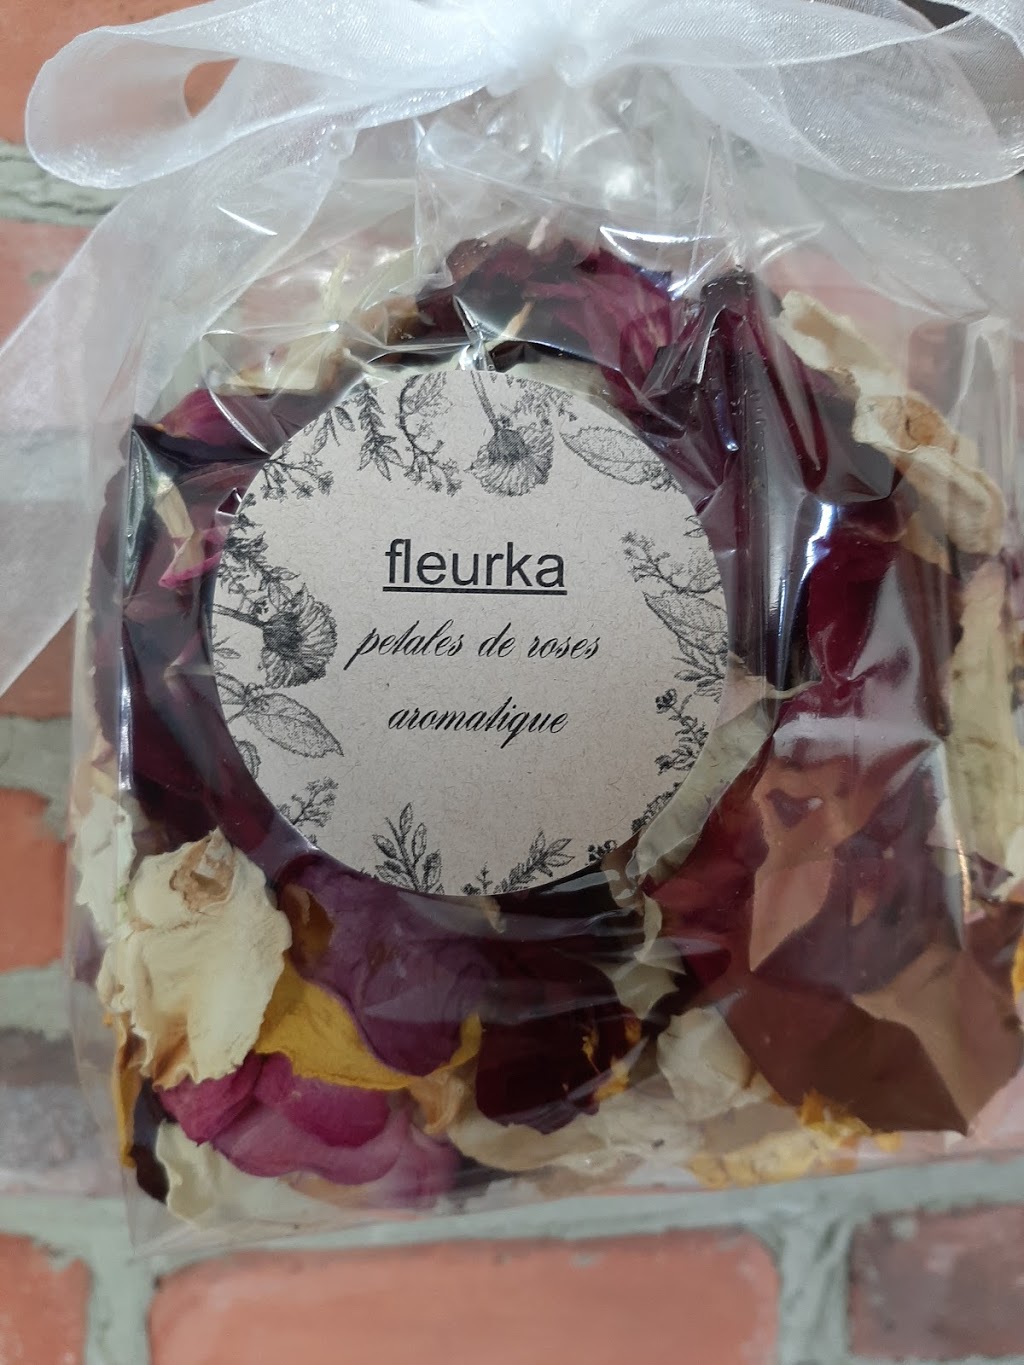 fleurka
petales de roses
aromatique